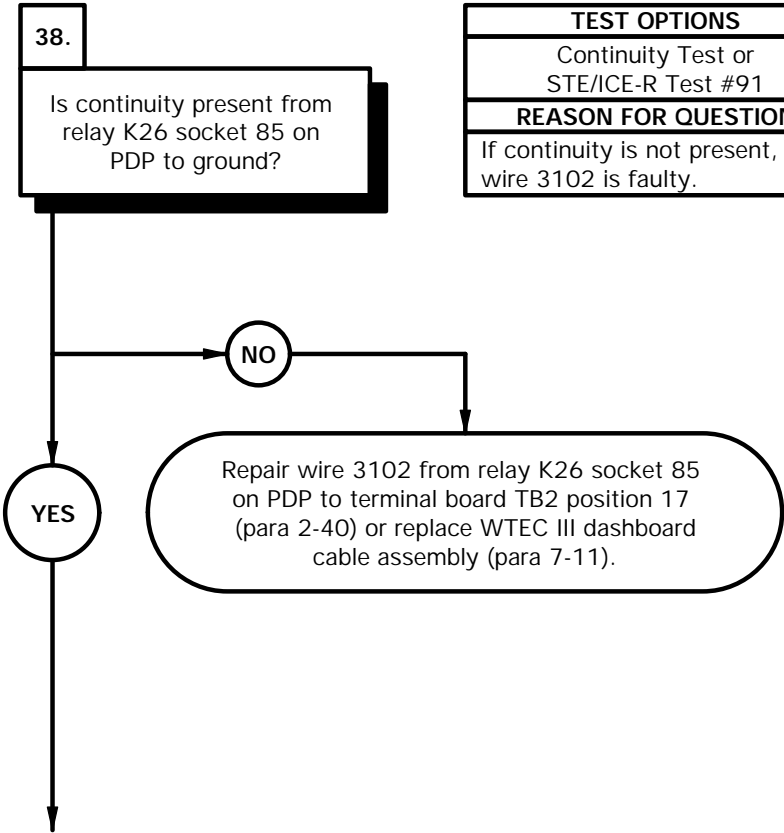 38.
Is continuity present from
relay K26 socket 85 on
PDP to ground?
TEST OPTIONS
Continuity Test or
STE/ICE-R Test #91
REASON FOR QUESTION
If continuity is not present,
wire 3102 is faulty.
NO
YES
Repair wire 3102 from relay K26 socket 85
on PDP to terminal board TB2 position 17
(para 2-40) or replace WTEC III dashboard
cable assembly (para 7-11).